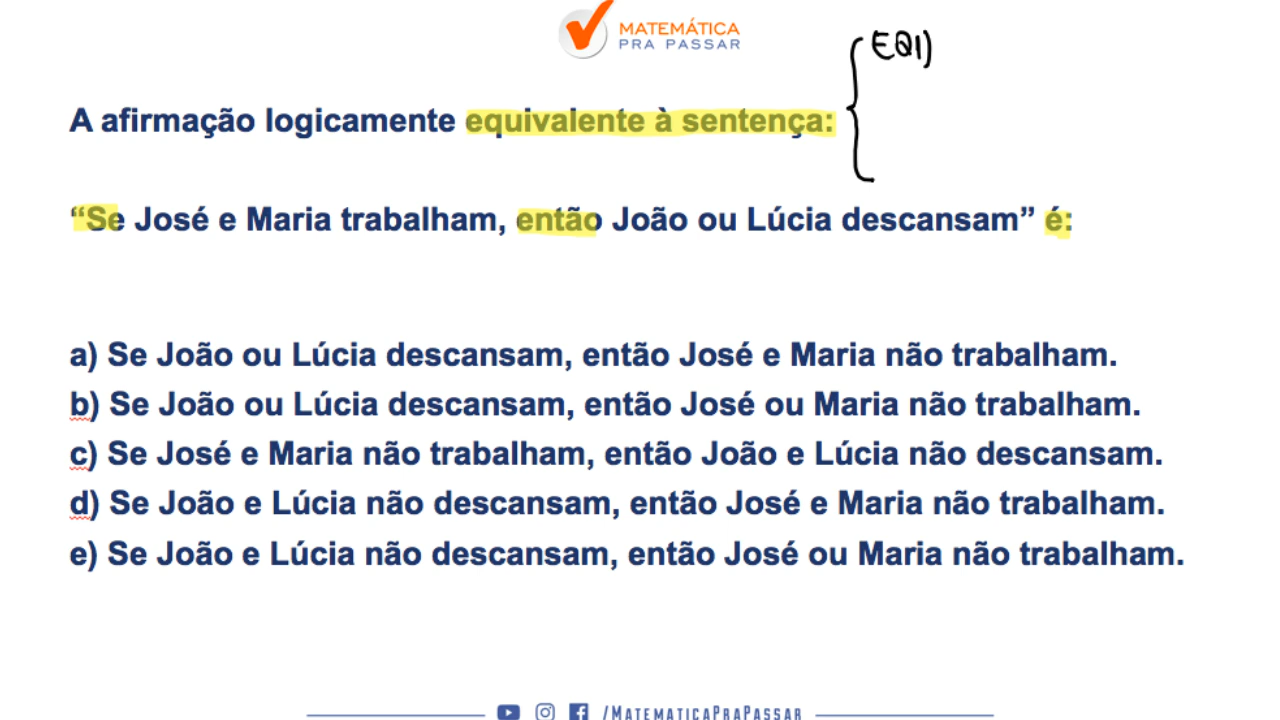 MATEMÁTICA
PRA PASSAR
EQ1)
A afirmação logicamente equivalente à sentença:
“Se José e Maria trabalham, então João ou Lúcia descansam” é:
a) Se João ou Lúcia descansam, então José e Maria não trabalham.
b) Se João ou Lúcia descansam, então José ou Maria não trabalham.
c) Se José e Maria não trabalham, então João e Lúcia não descansam.
d) Se João e Lúcia não descansam, então José e Maria não trabalham.
e) Se João e Lúcia não descansam, então José ou Maria não trabalham.
/MATEMATICAPRAPASSAR